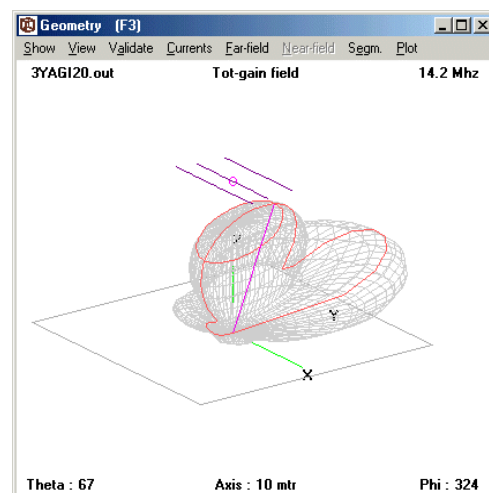 Geometry (F3)
Show View Validate Currents Far-field Near-field Segm. Plot
3YAGI20.out Tot-gain field 14.2 Mhz
Y
X
Theta : 67 Axis : 10 mtr Phi : 324